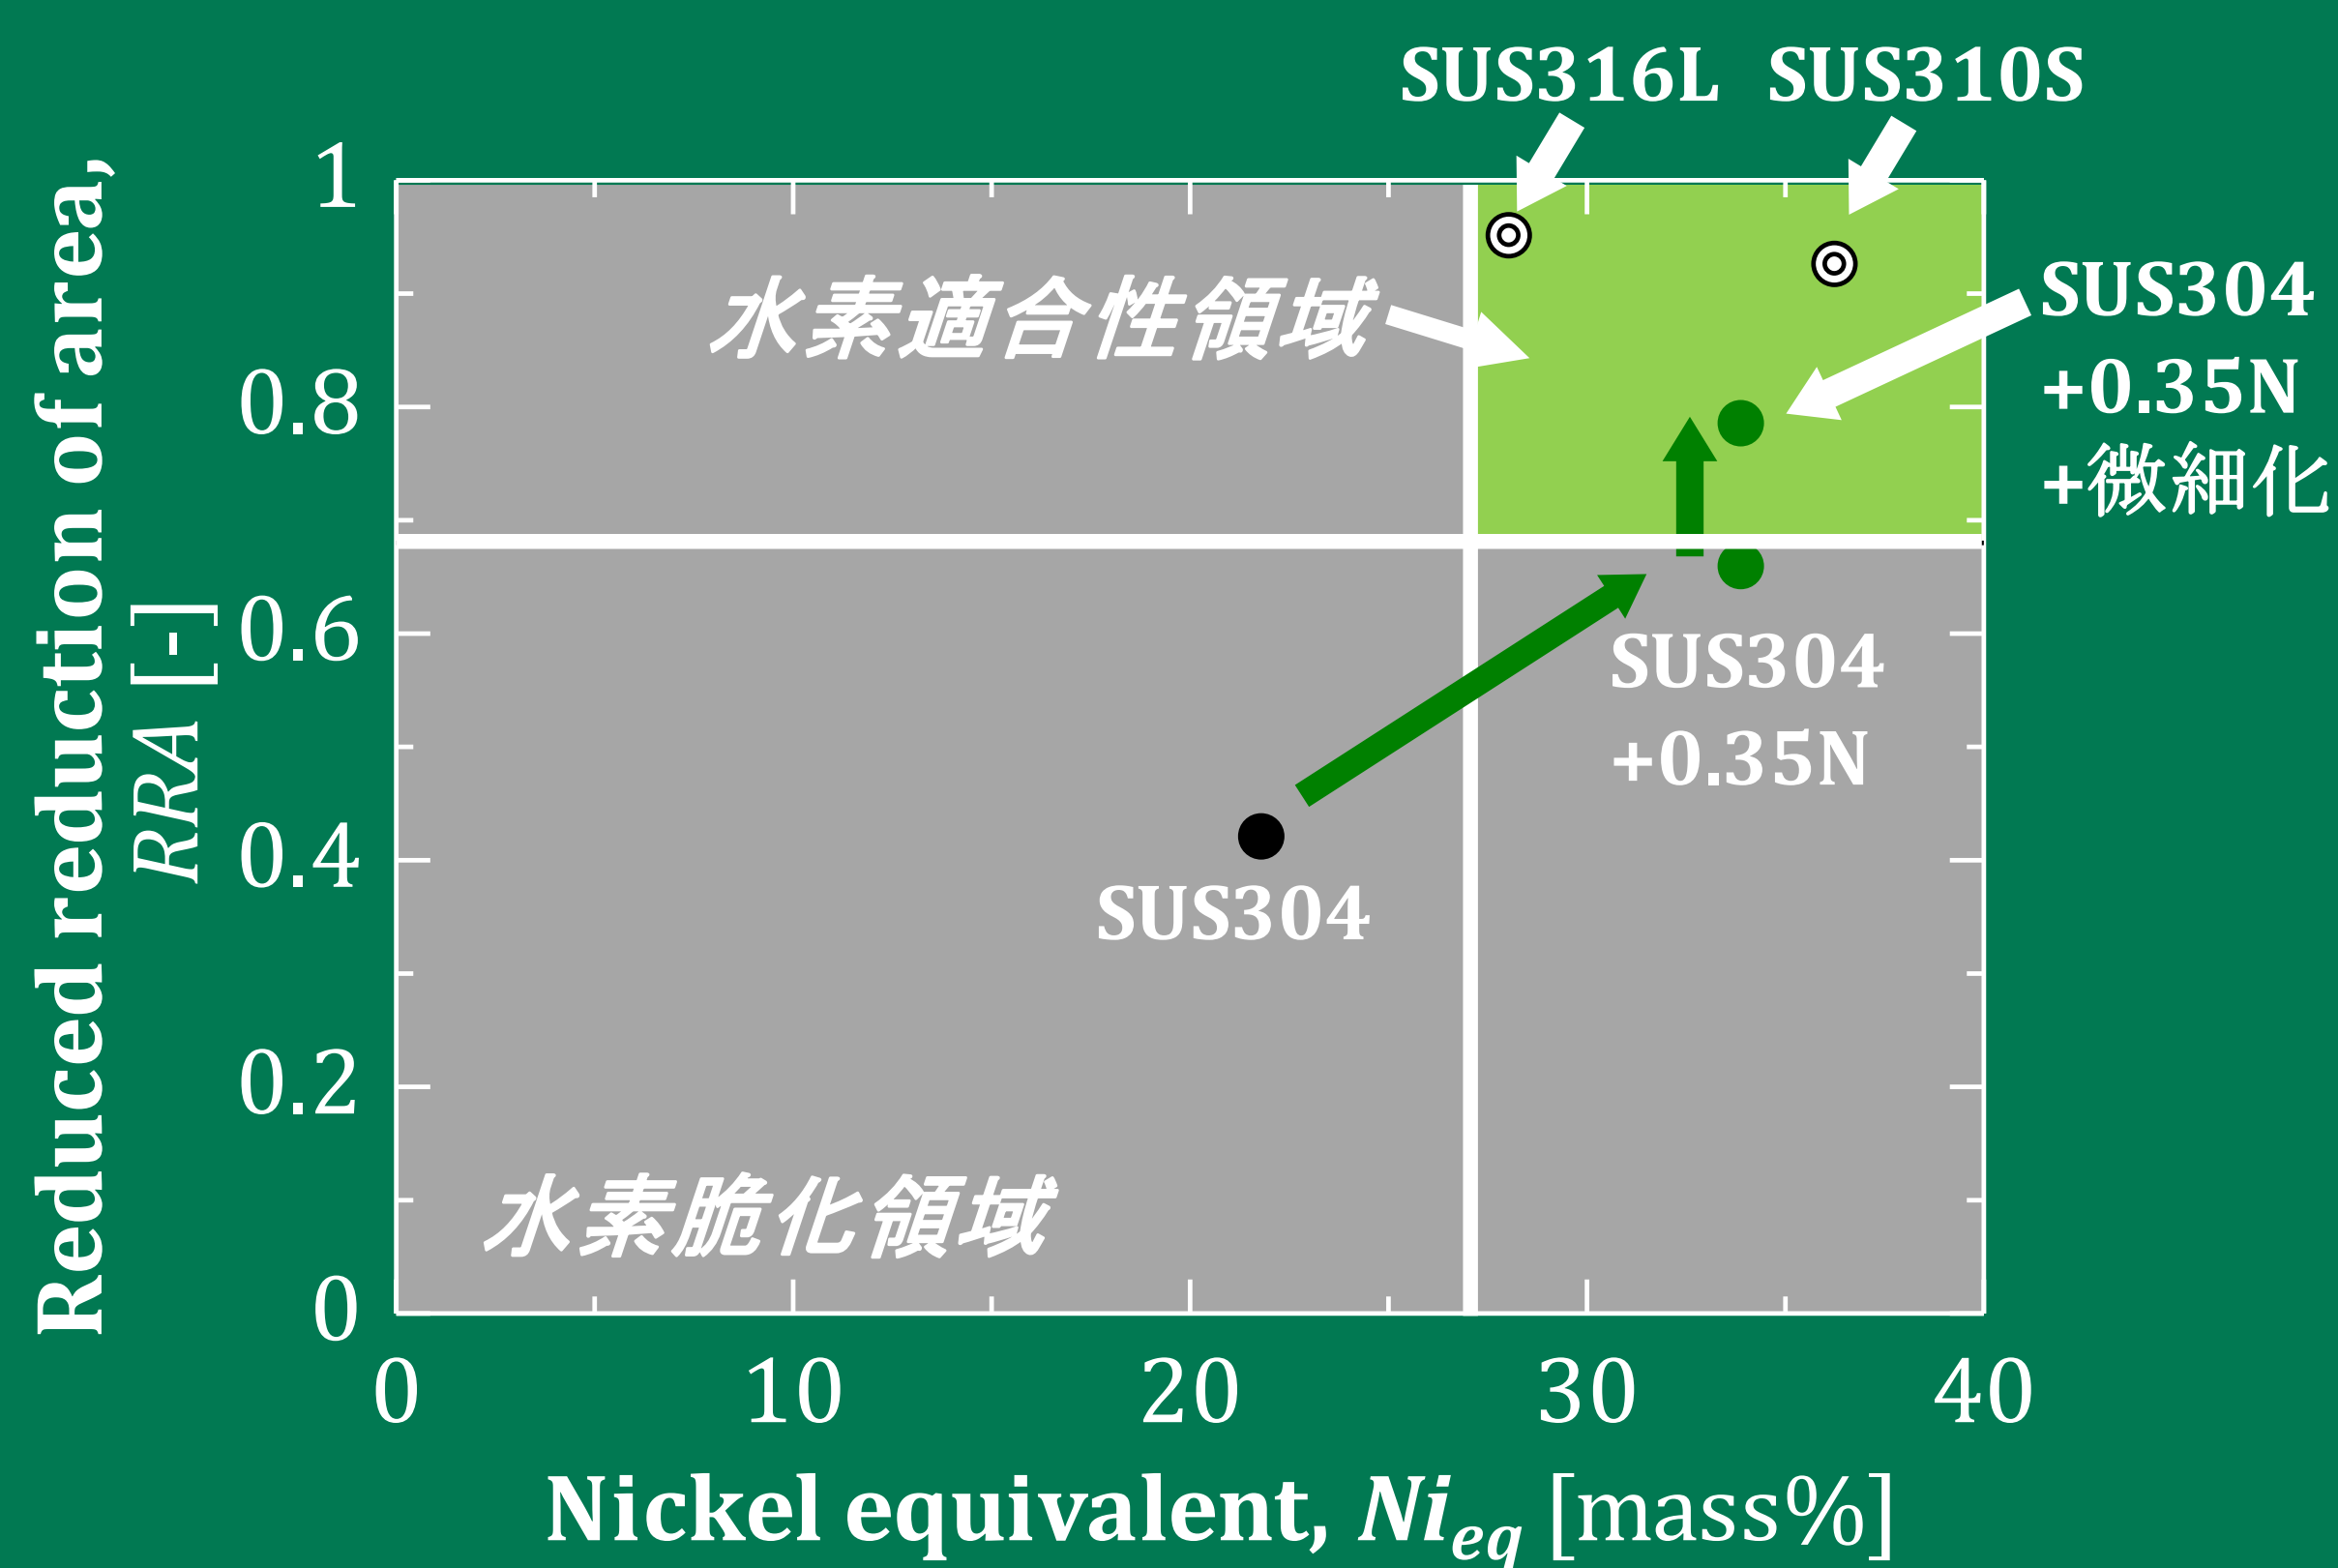 SUS316L SUS310S
Reduced reduction of area,
RRA [-]
1
0.8
0.6
0.4
0.2
0
水素適合性領域
SUS304
+0.35N
+微細化
SUS304
+0.35N
SUS304
水素脆化領域
0 10 20 30 40
Nickel equivalent, Nieq [mass%]